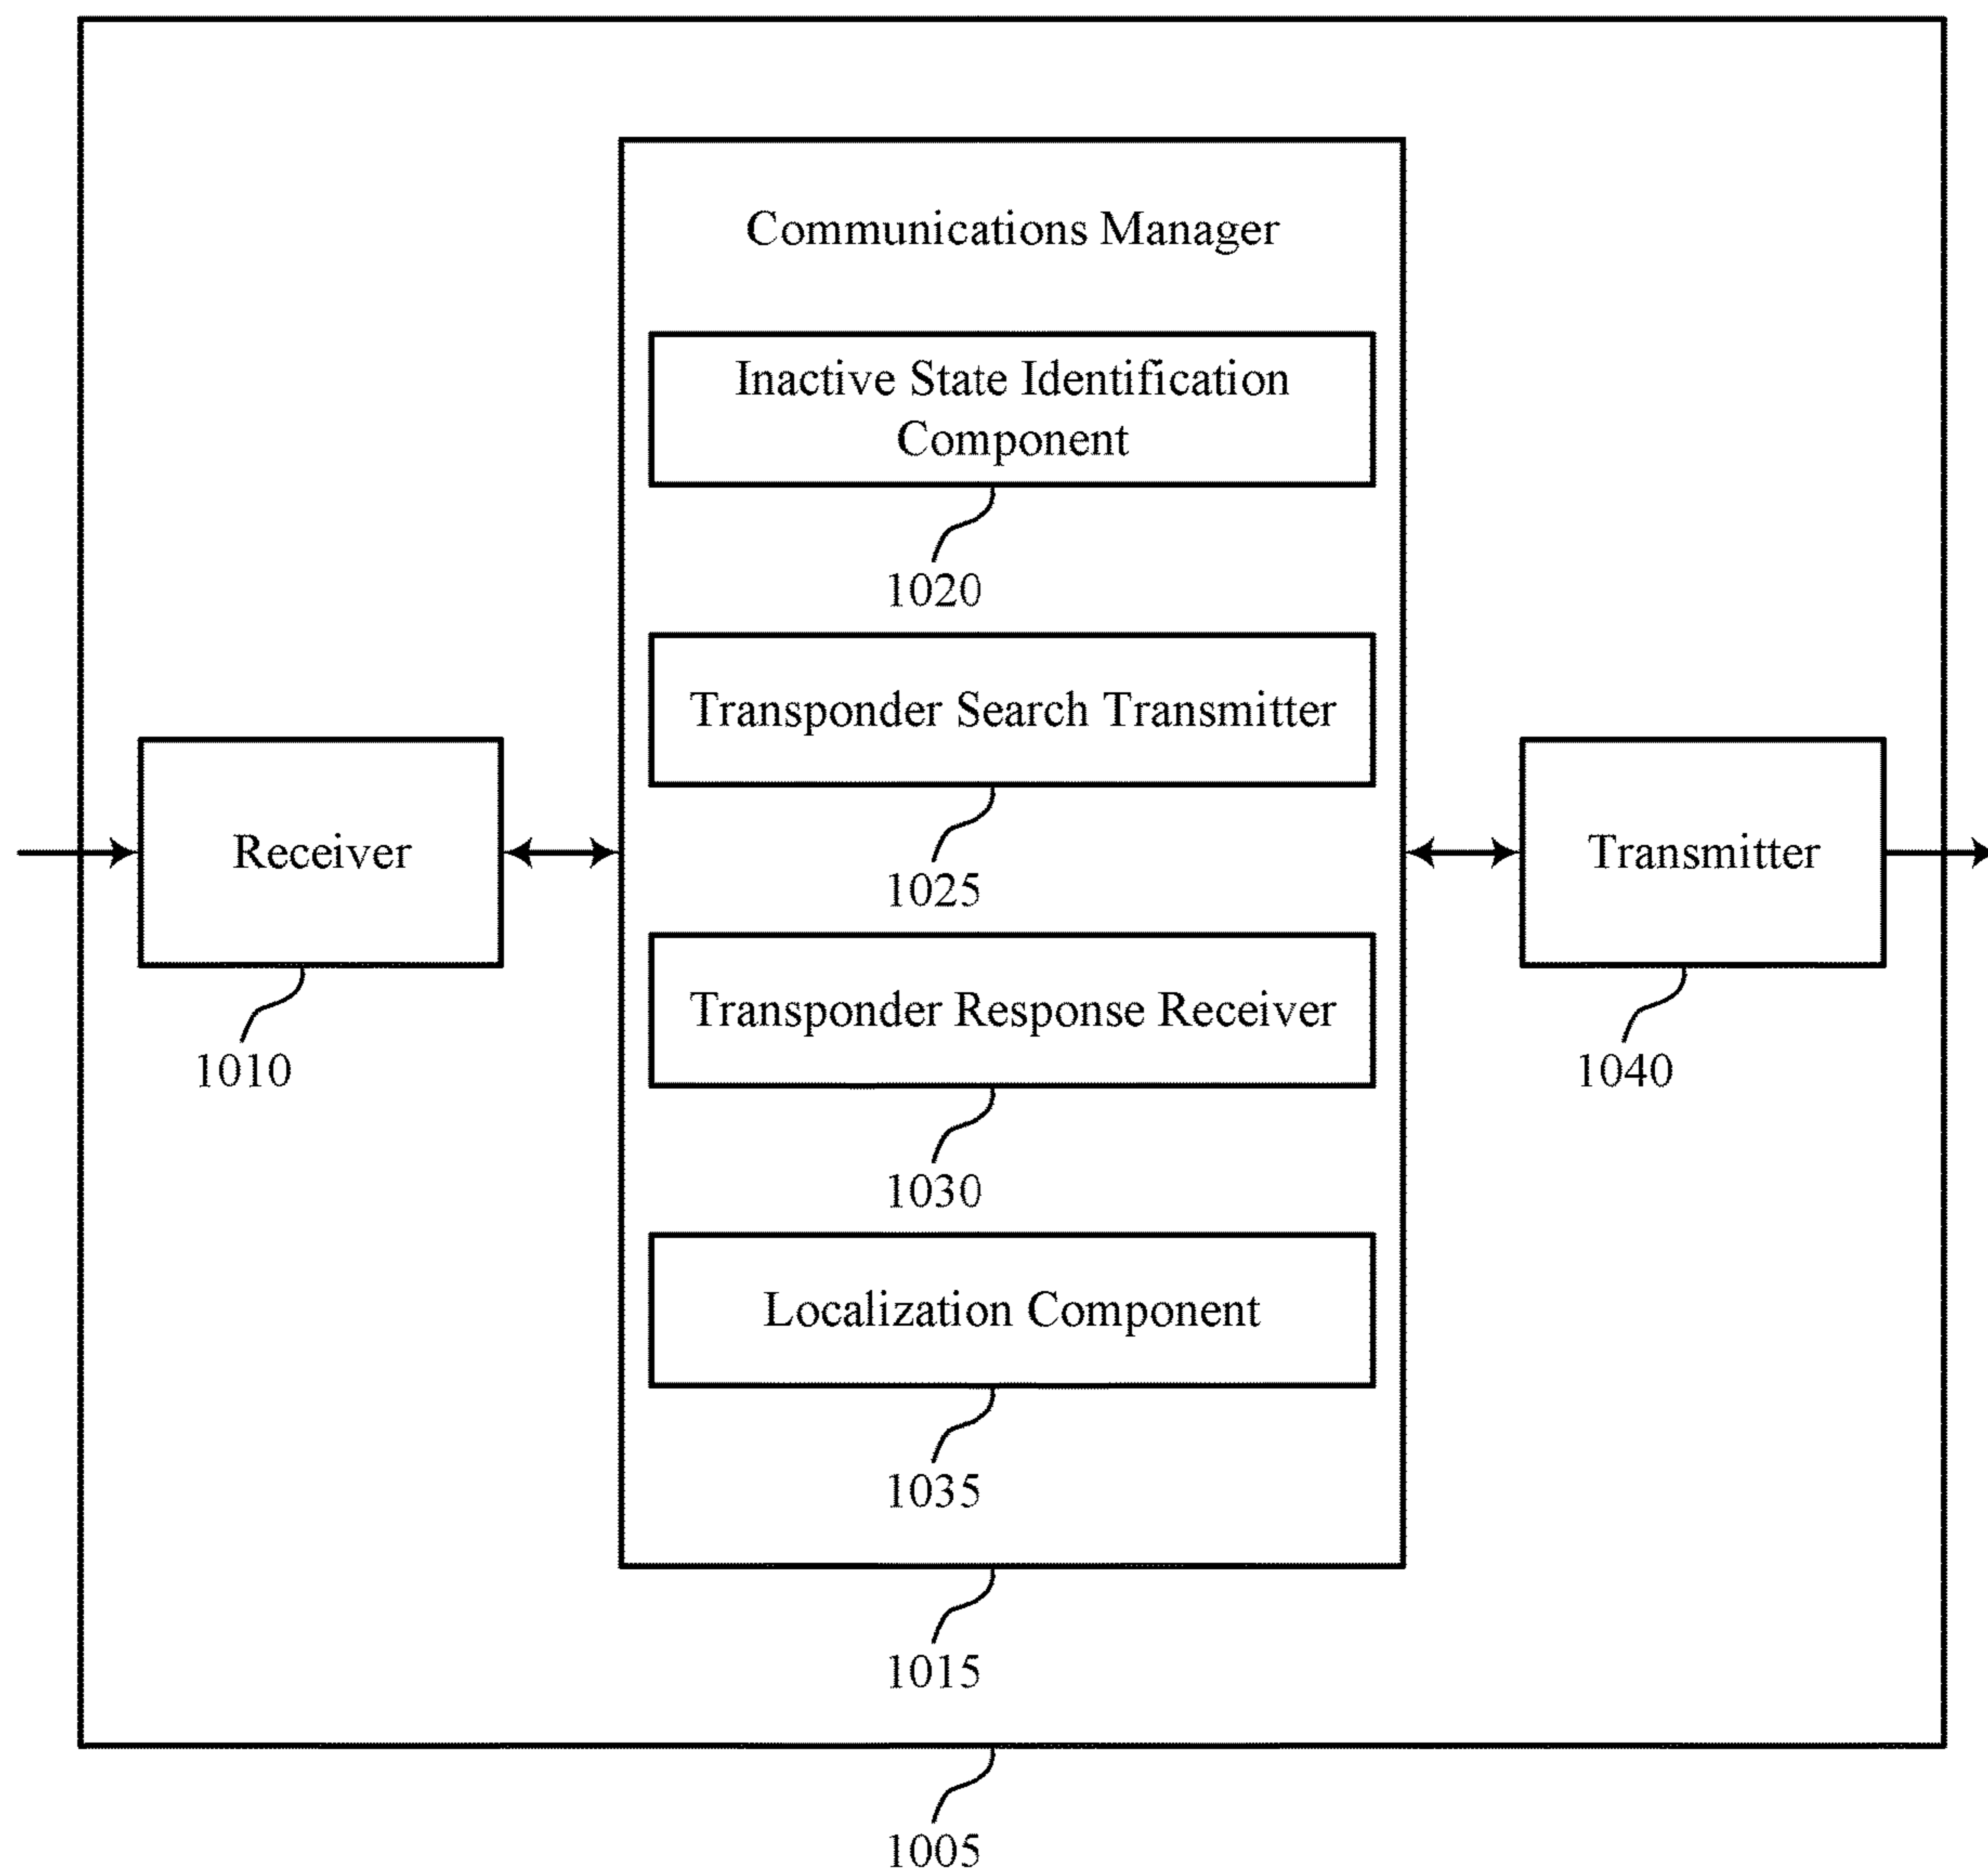 Communications Manager
Inactive State Identification
Component
1020
Transponder Search Transmitter
1025
Receiver
1010
Transmitter
1040
Transponder Response Receiver
1030
Localization Component
1035
1015
1005